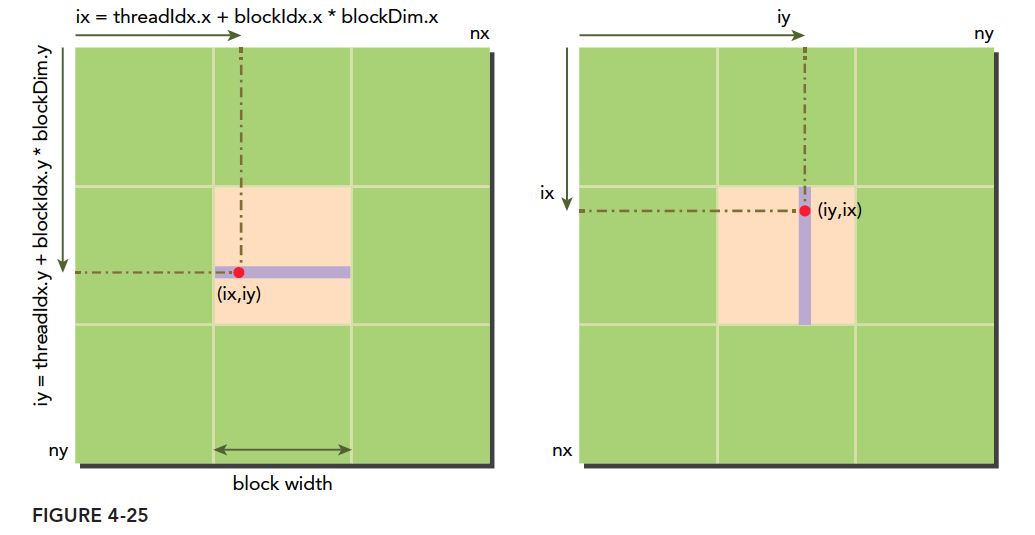 ix = threadIdx.x + blockIdx.x * blockDim.x
nx
iy = threadIdx.y + blockIdx.y * blockDim.y
(ix,iy)
ny
block width
iy
ny
ix
(iy,ix)
nx
FIGURE 4-25